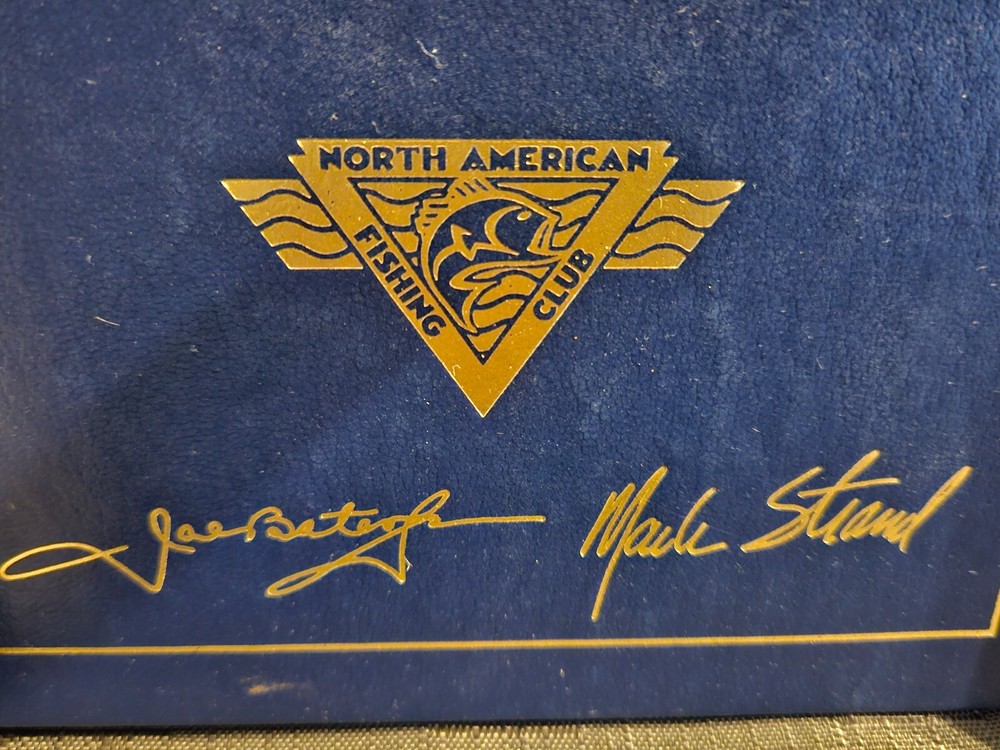 NORTH AMERICAN
FISHING
CLUB
Mark Strand